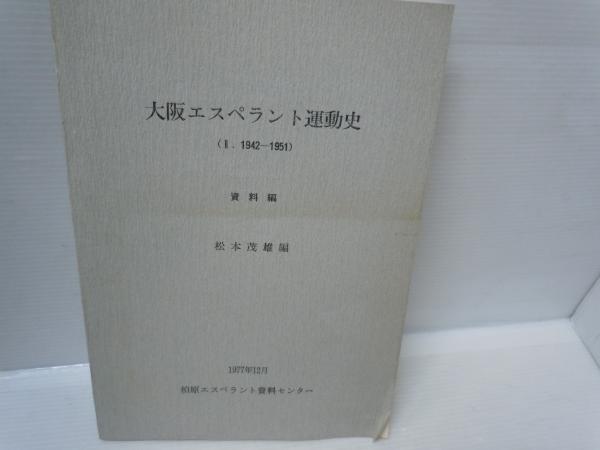 大阪エスペラント運動史
（Ⅱ．1942―1951）
資料編
松本茂雄編
1977年12月
柏原エスペラント資料センター